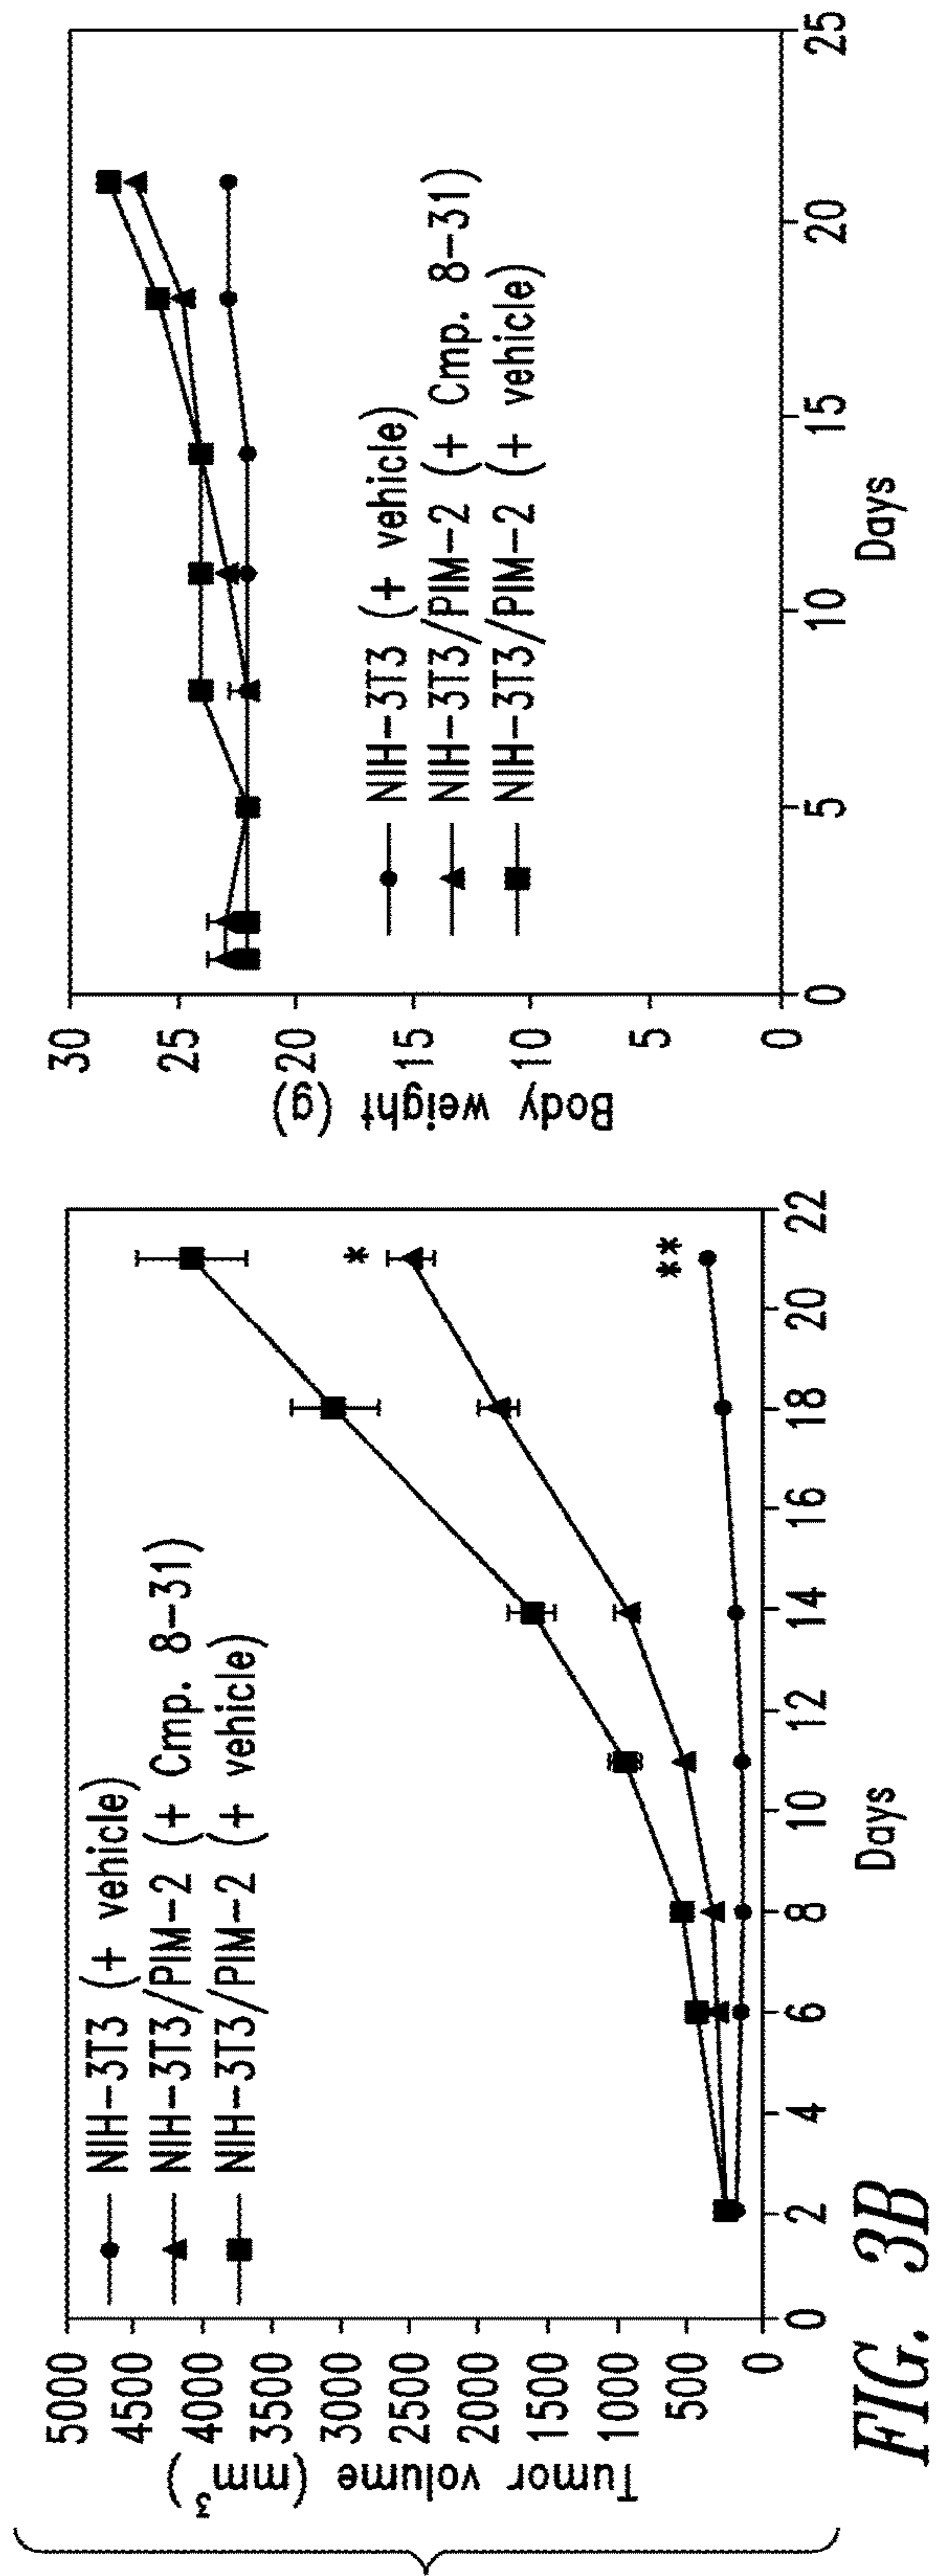 5000
4500
4000
3500
3000
2500
2000
1500
1000
500
0
Tumor volume (mm3)
NIH-3T3 (+ vehicle)
NIH-3T3/PIM-2 (+ Cmp. 8-31)
NIH-3T3/PIM-2 (+ vehicle)
*
**
0 2 4 6 8 10 12 14 16 18 20 22
Days
30
25
20
15
10
5
0
Body weight (g)
NIH-3T3 (+ vehicle)
NIH-3T3/PIM-2 (+ Cmp. 8-31)
NIH-3T3/PIM-2 (+ vehicle)
0 5 10 15 20 25
Days
FIG. 3B